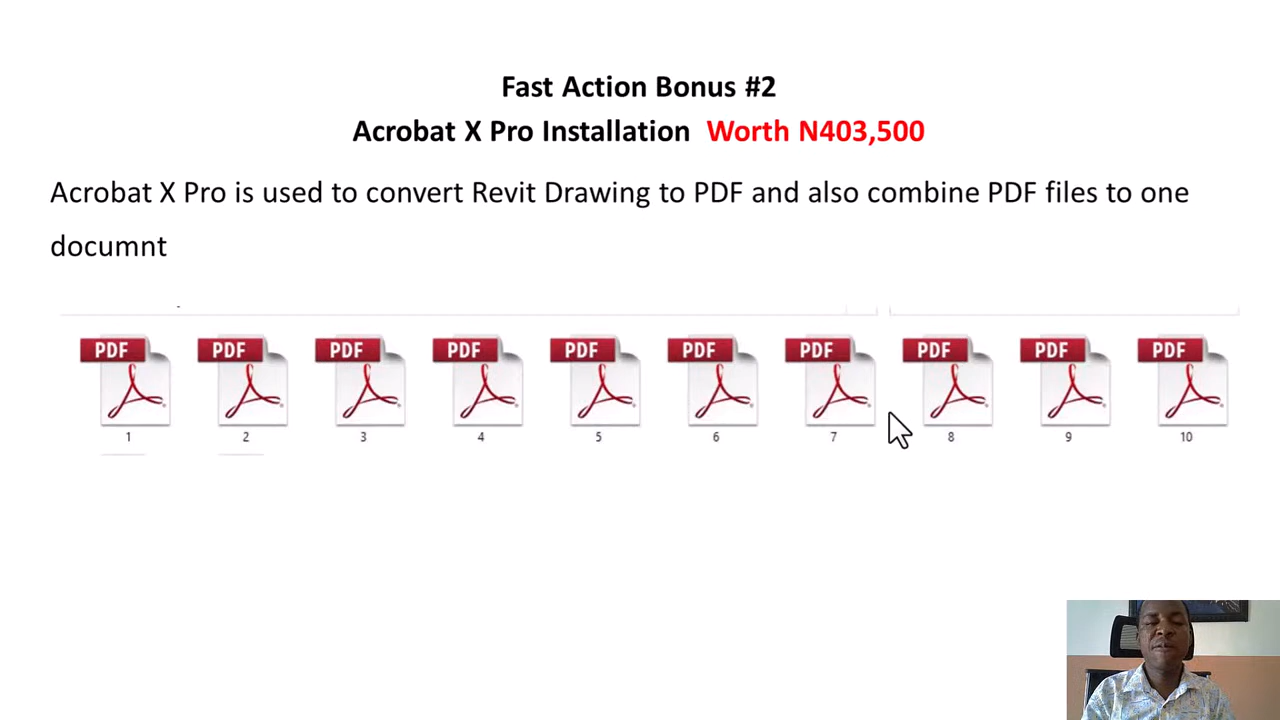 Fast Action Bonus #2
Acrobat X Pro Installation Worth N403,500
Acrobat X Pro is used to convert Revit Drawing to PDF and also combine PDF files to one
documnt
PDF PDF PDF PDF PDF PDF PDF PDF PDF PDF
1 2 3 4 5 6 7 8 9 10